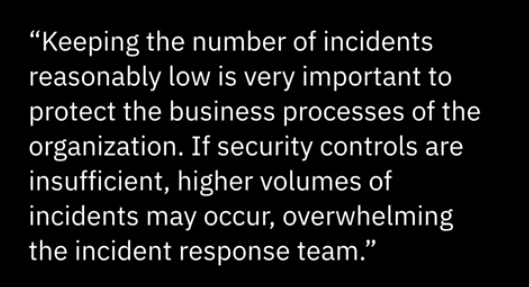 “Keeping the number of incidents
reasonably low is very important to
protect the business processes of the
organization. If security controls are
insufficient, higher volumes of
incidents may occur, overwhelming
the incident response team.”